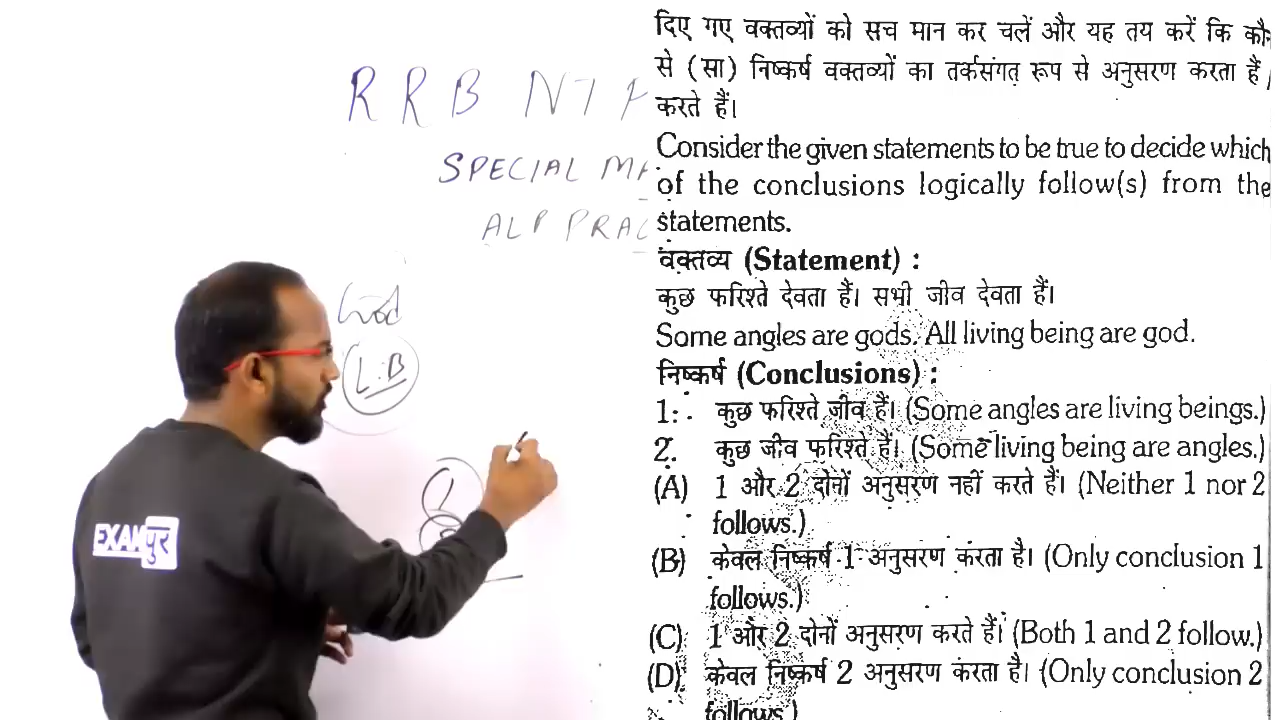 RRB NTP
SPECIAL MA
ALP PRAC
God
L.B
EXAMपुर
दिए गए वक्तव्यों को सच मान कर चलें और यह तय करें कि कौन
से (सा) निष्कर्ष वक्तव्यों का तर्कसंगत रूप से अनुसरण करता हैं /
करते हैं।
Consider the given statements to be true to decide which
of the conclusions logically follow(s) from the
statements.
वक्तव्य (Statement) :
कुछ फरिश्ते देवता हैं। सभी जीव देवता हैं।
Some angles are gods. All living being are god.
निष्कर्ष (Conclusions) :
1. कुछ फरिश्ते जीव हैं। (Some angles are living beings.)
2. कुछ जीव फरिश्ते हैं। (Some living being are angles.)
(A) 1 और 2 दोनों अनुसरण नहीं करते हैं। (Neither 1 nor 2
follows.)
(B) केवल निष्कर्ष 1 अनुसरण करता है। (Only conclusion 1
follows.)
(C) 1 और 2 दोनों अनुसरण करते हैं। (Both 1 and 2 follow.)
(D) केवल निष्कर्ष 2 अनुसरण करता है। (Only conclusion 2
follows.)